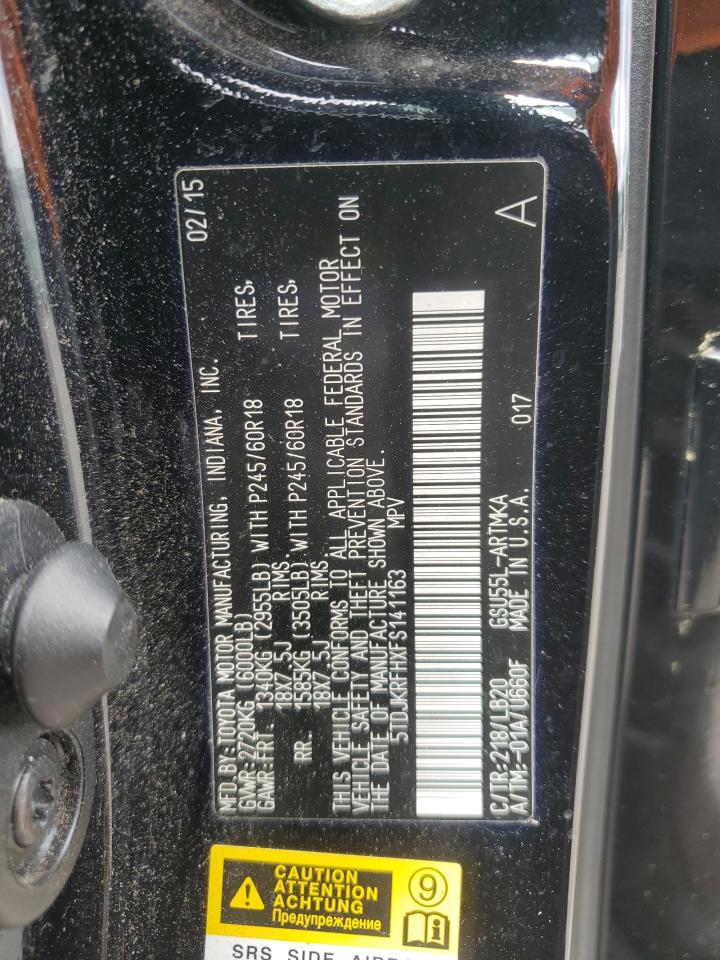 MFD.BY:TOYOTA MOTOR MANUFACTURING, INDIANA, INC. 02/15
GVWR:2720KG (6000LB)
GAWR:FRT. 1340KG (2955LB) WITH P245/60R18 TIRES,
18X7.5J RIMS
RR. 1585KG (3505LB) WITH P245/60R18 TIRES,
18X7.5J RIMS
THIS VEHICLE CONFORMS TO ALL APPLICABLE FEDERAL MOTOR
VEHICLE SAFETY AND THEFT PREVENTION STANDARDS IN EFFECT ON
THE DATE OF MANUFACTURE SHOWN ABOVE.
5TDJKRFHXFS141163 MPV
C/TR:218/LB20 GSU55L-ARTMKA 017
A/TM:-01A/U660F MADE IN U.S.A. A
CAUTION
ATTENTION
ACHTUNG
Предупреждение
9
SRS SIDE